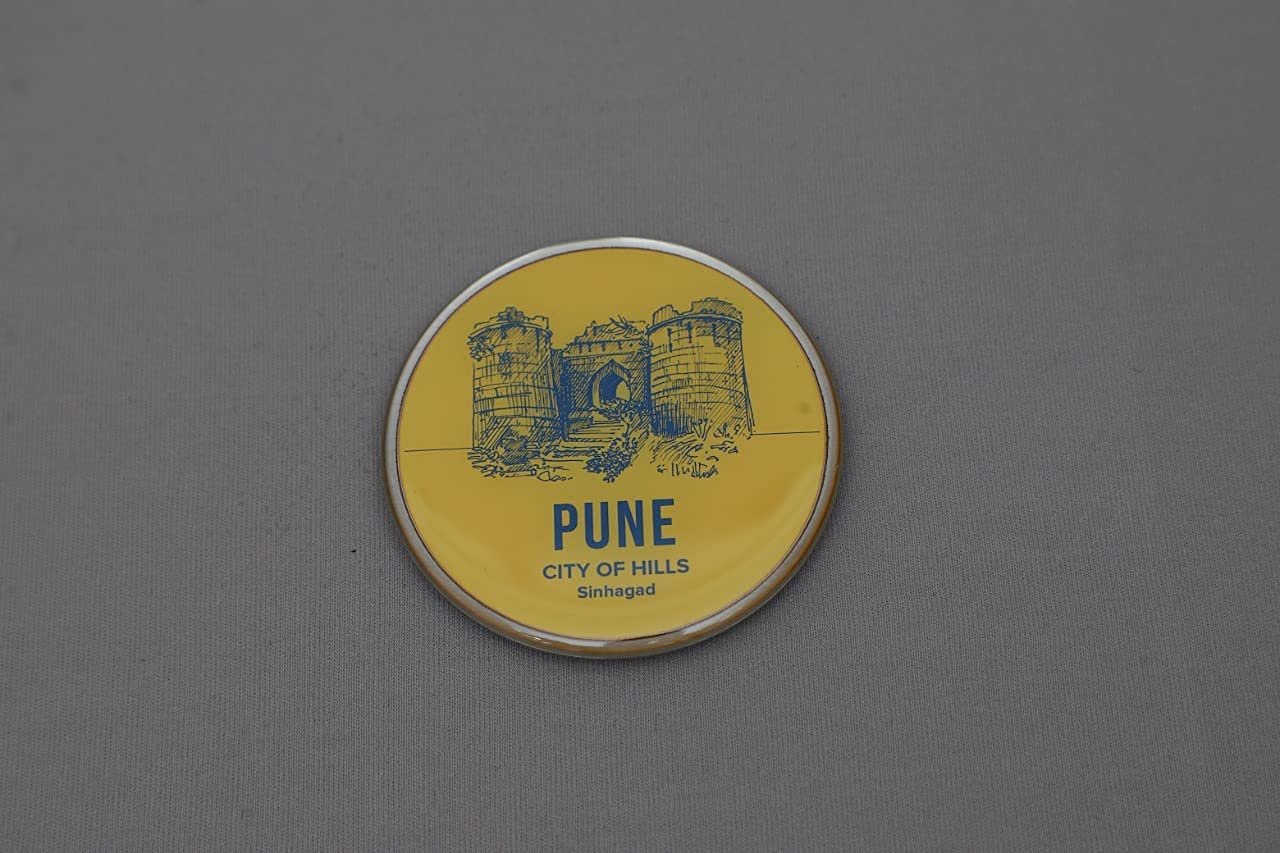 PUNE
CITY OF HILLS
Sinhagad